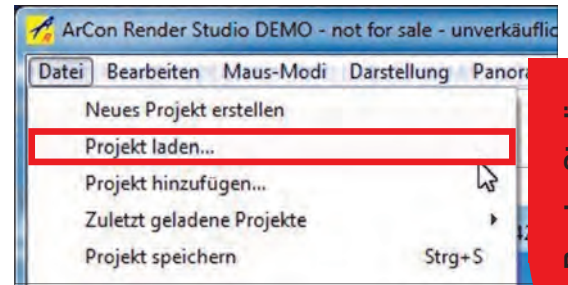 ArCon Render Studio DEMO - not for sale - unverkäuflic
Datei Bearbeiten Maus-Modi Darstellung Panora
Neues Projekt erstellen
Projekt laden...
Projekt hinzufügen...
Zuletzt geladene Projekte
Projekt speichern Strg+S